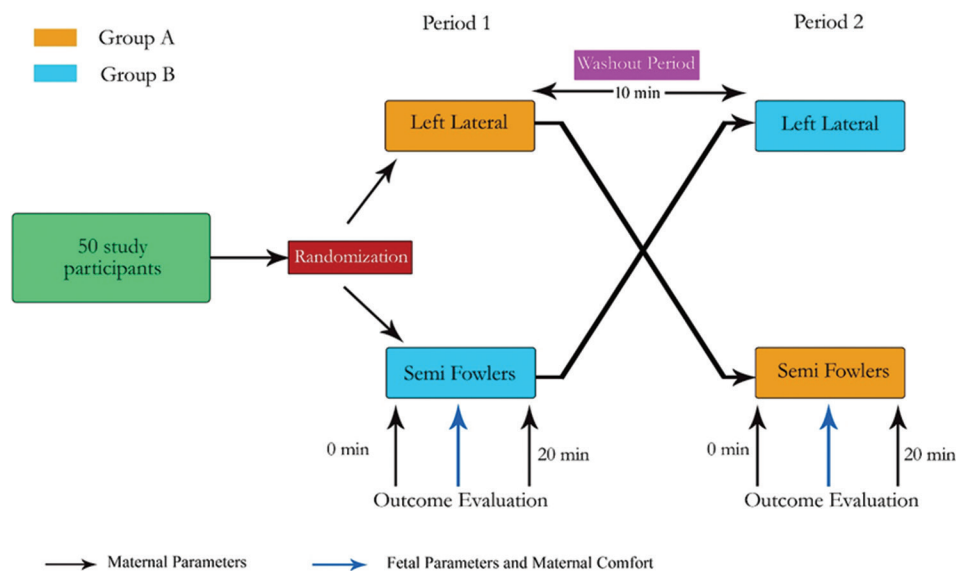 Group A
Group B
Period 1
Period 2
Washout Period
10 min
Left Lateral
Left Lateral
50 study
participants
Randomization
Semi Fowlers
Semi Fowlers
0 min
20 min
Outcome Evaluation
0 min
20 min
Outcome Evaluation
Maternal Parameters
Fetal Parameters and Maternal Comfort